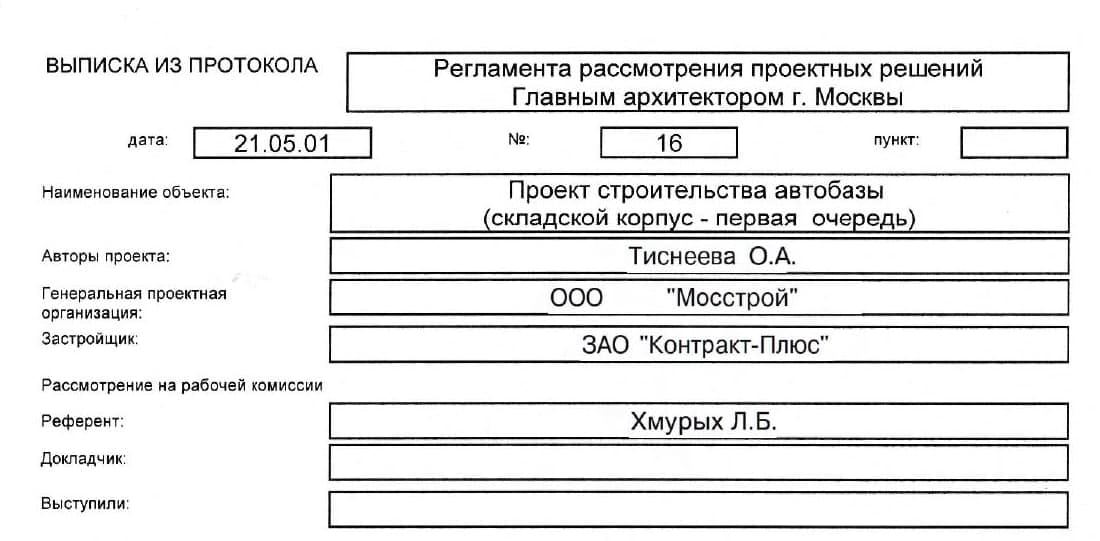 ВЫПИСКА ИЗ ПРОТОКОЛА
Регламента рассмотрения проектных решений
Главным архитектором г. Москвы
дата: 21.05.01 №: 16 пункт:
Наименование объекта:
Проект строительства автобазы
(складской корпус - первая очередь)
Авторы проекта: Тиснеева О.А.
Генеральная проектная
организация:
ООО "Мосстрой"
Застройщик: ЗАО "Контракт-Плюс"
Рассмотрение на рабочей комиссии
Референт: Хмурых Л.Б.
Докладчик:
Выступили: